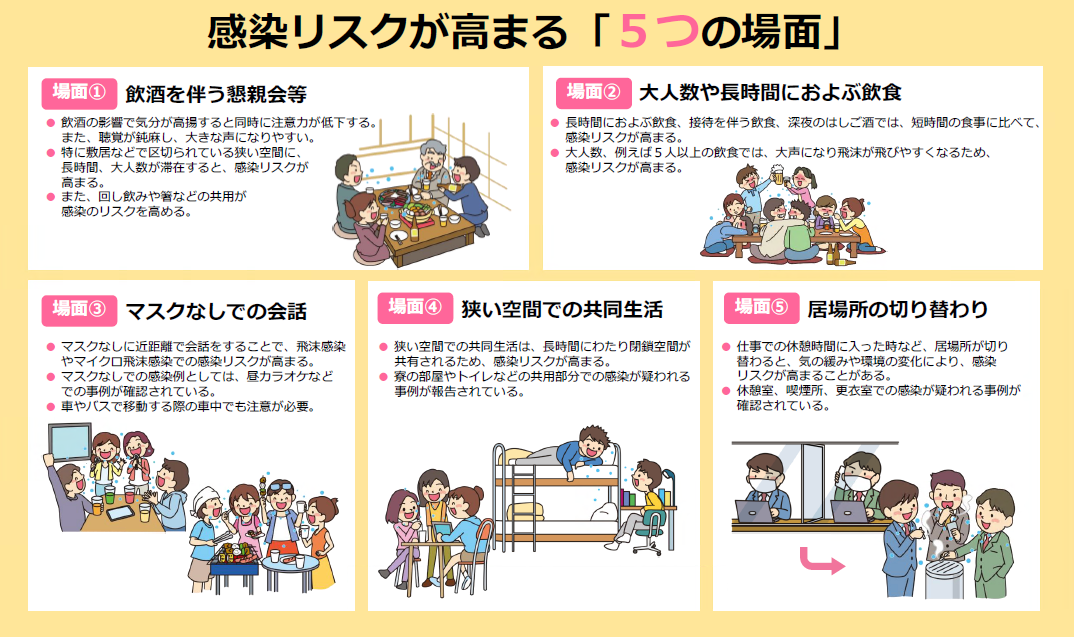 感染リスクが高まる「５つの場面」
場面①
飲酒を伴う懇親会等
● 飲酒の影響で気分が高揚すると同時に注意力が低下する。
また、聴覚が鈍麻し、大きな声になりやすい。
● 特に敷居などで区切られている狭い空間に、
長時間、大人数が滞在すると、感染リスクが
高まる。
● また、回し飲みや箸などの共用が
感染のリスクを高める。
場面②
大人数や長時間におよぶ飲食
● 長時間におよぶ飲食、接待を伴う飲食、深夜のはしご酒では、短時間の食事に比べて、
感染リスクが高まる。
● 大人数、例えば５人以上の飲食では、大声になり飛沫が飛びやすくなるため、
感染リスクが高まる。
場面③
マスクなしでの会話
● マスクなしに近距離で会話をすることで、飛沫感染
やマイクロ飛沫感染での感染リスクが高まる。
● マスクなしでの感染例としては、昼カラオケなど
での事例が確認されている。
● 車やバスで移動する際の車中でも注意が必要。
場面④
狭い空間での共同生活
● 狭い空間での共同生活は、長時間にわたり閉鎖空間が
共有されるため、感染リスクが高まる。
● 寮の部屋やトイレなどの共用部分での感染が疑われる
事例が報告されている。
場面⑤
居場所の切り替わり
● 仕事での休憩時間に入った時など、居場所が切り
替わると、気の緩みや環境の変化により、感染
リスクが高まることがある。
● 休憩室、喫煙所、更衣室での感染が疑われる事例が
確認されている。